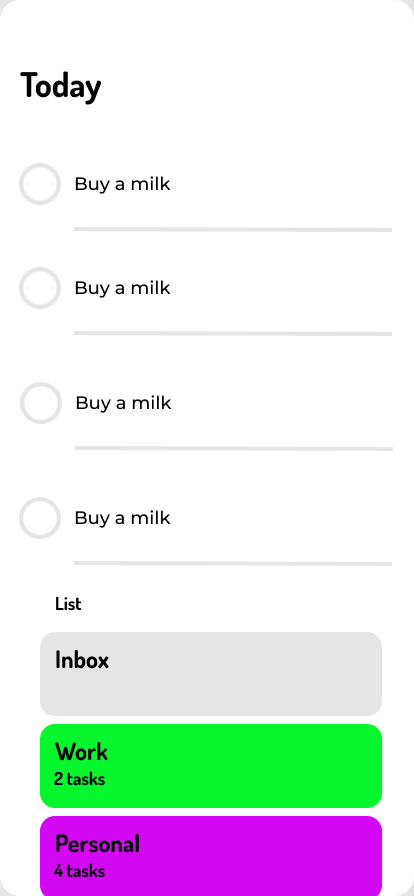 Today
Buy a milk
Buy a milk
Buy a milk
Buy a milk
List
Inbox
Work
2 tasks
Personal
4 tasks